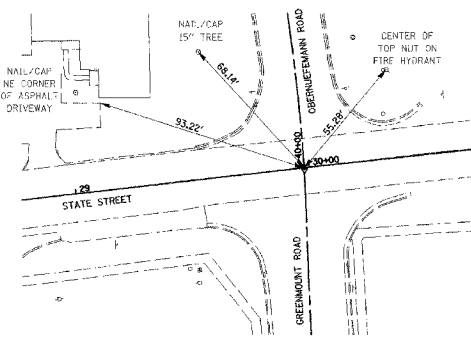 NAIL/CAP
15" TREE
OBERNUEFEMANN ROAD
CENTER OF
TOP NUT ON
FIRE HYDRANT
NAIL/CAP
NE CORNER
OF ASPHALT
DRIVEWAY
68.14'
93.22'
55.28'
40+00
30+00
29
STATE STREET
GREENMOUNT ROAD